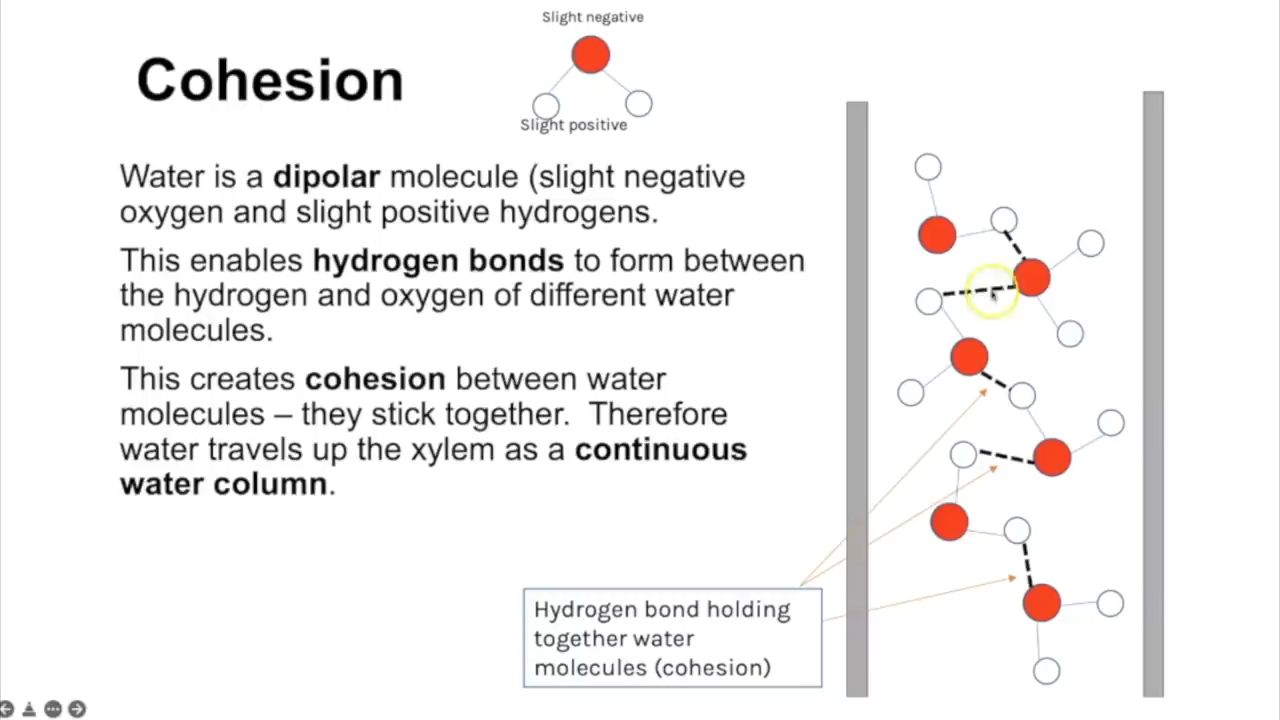 Slight negative
Cohesion
Slight positive
Water is a dipolar molecule (slight negative
oxygen and slight positive hydrogens.
This enables hydrogen bonds to form between
the hydrogen and oxygen of different water
molecules.
This creates cohesion between water
molecules – they stick together.  Therefore
water travels up the xylem as a continuous
water column.
Hydrogen bond holding
together water
molecules (cohesion)